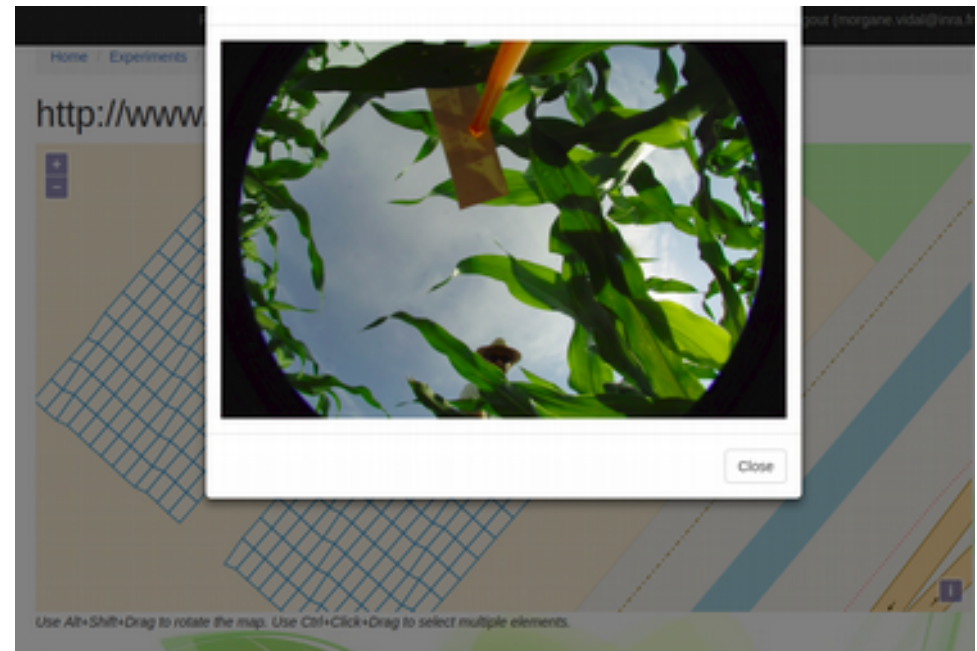 gout (morgane.vidal@inra.f
Home / Experiments /
http://www.
+
−
Close
i
Use Alt+Shift+Drag to rotate the map. Use Ctrl+Click+Drag to select multiple elements.